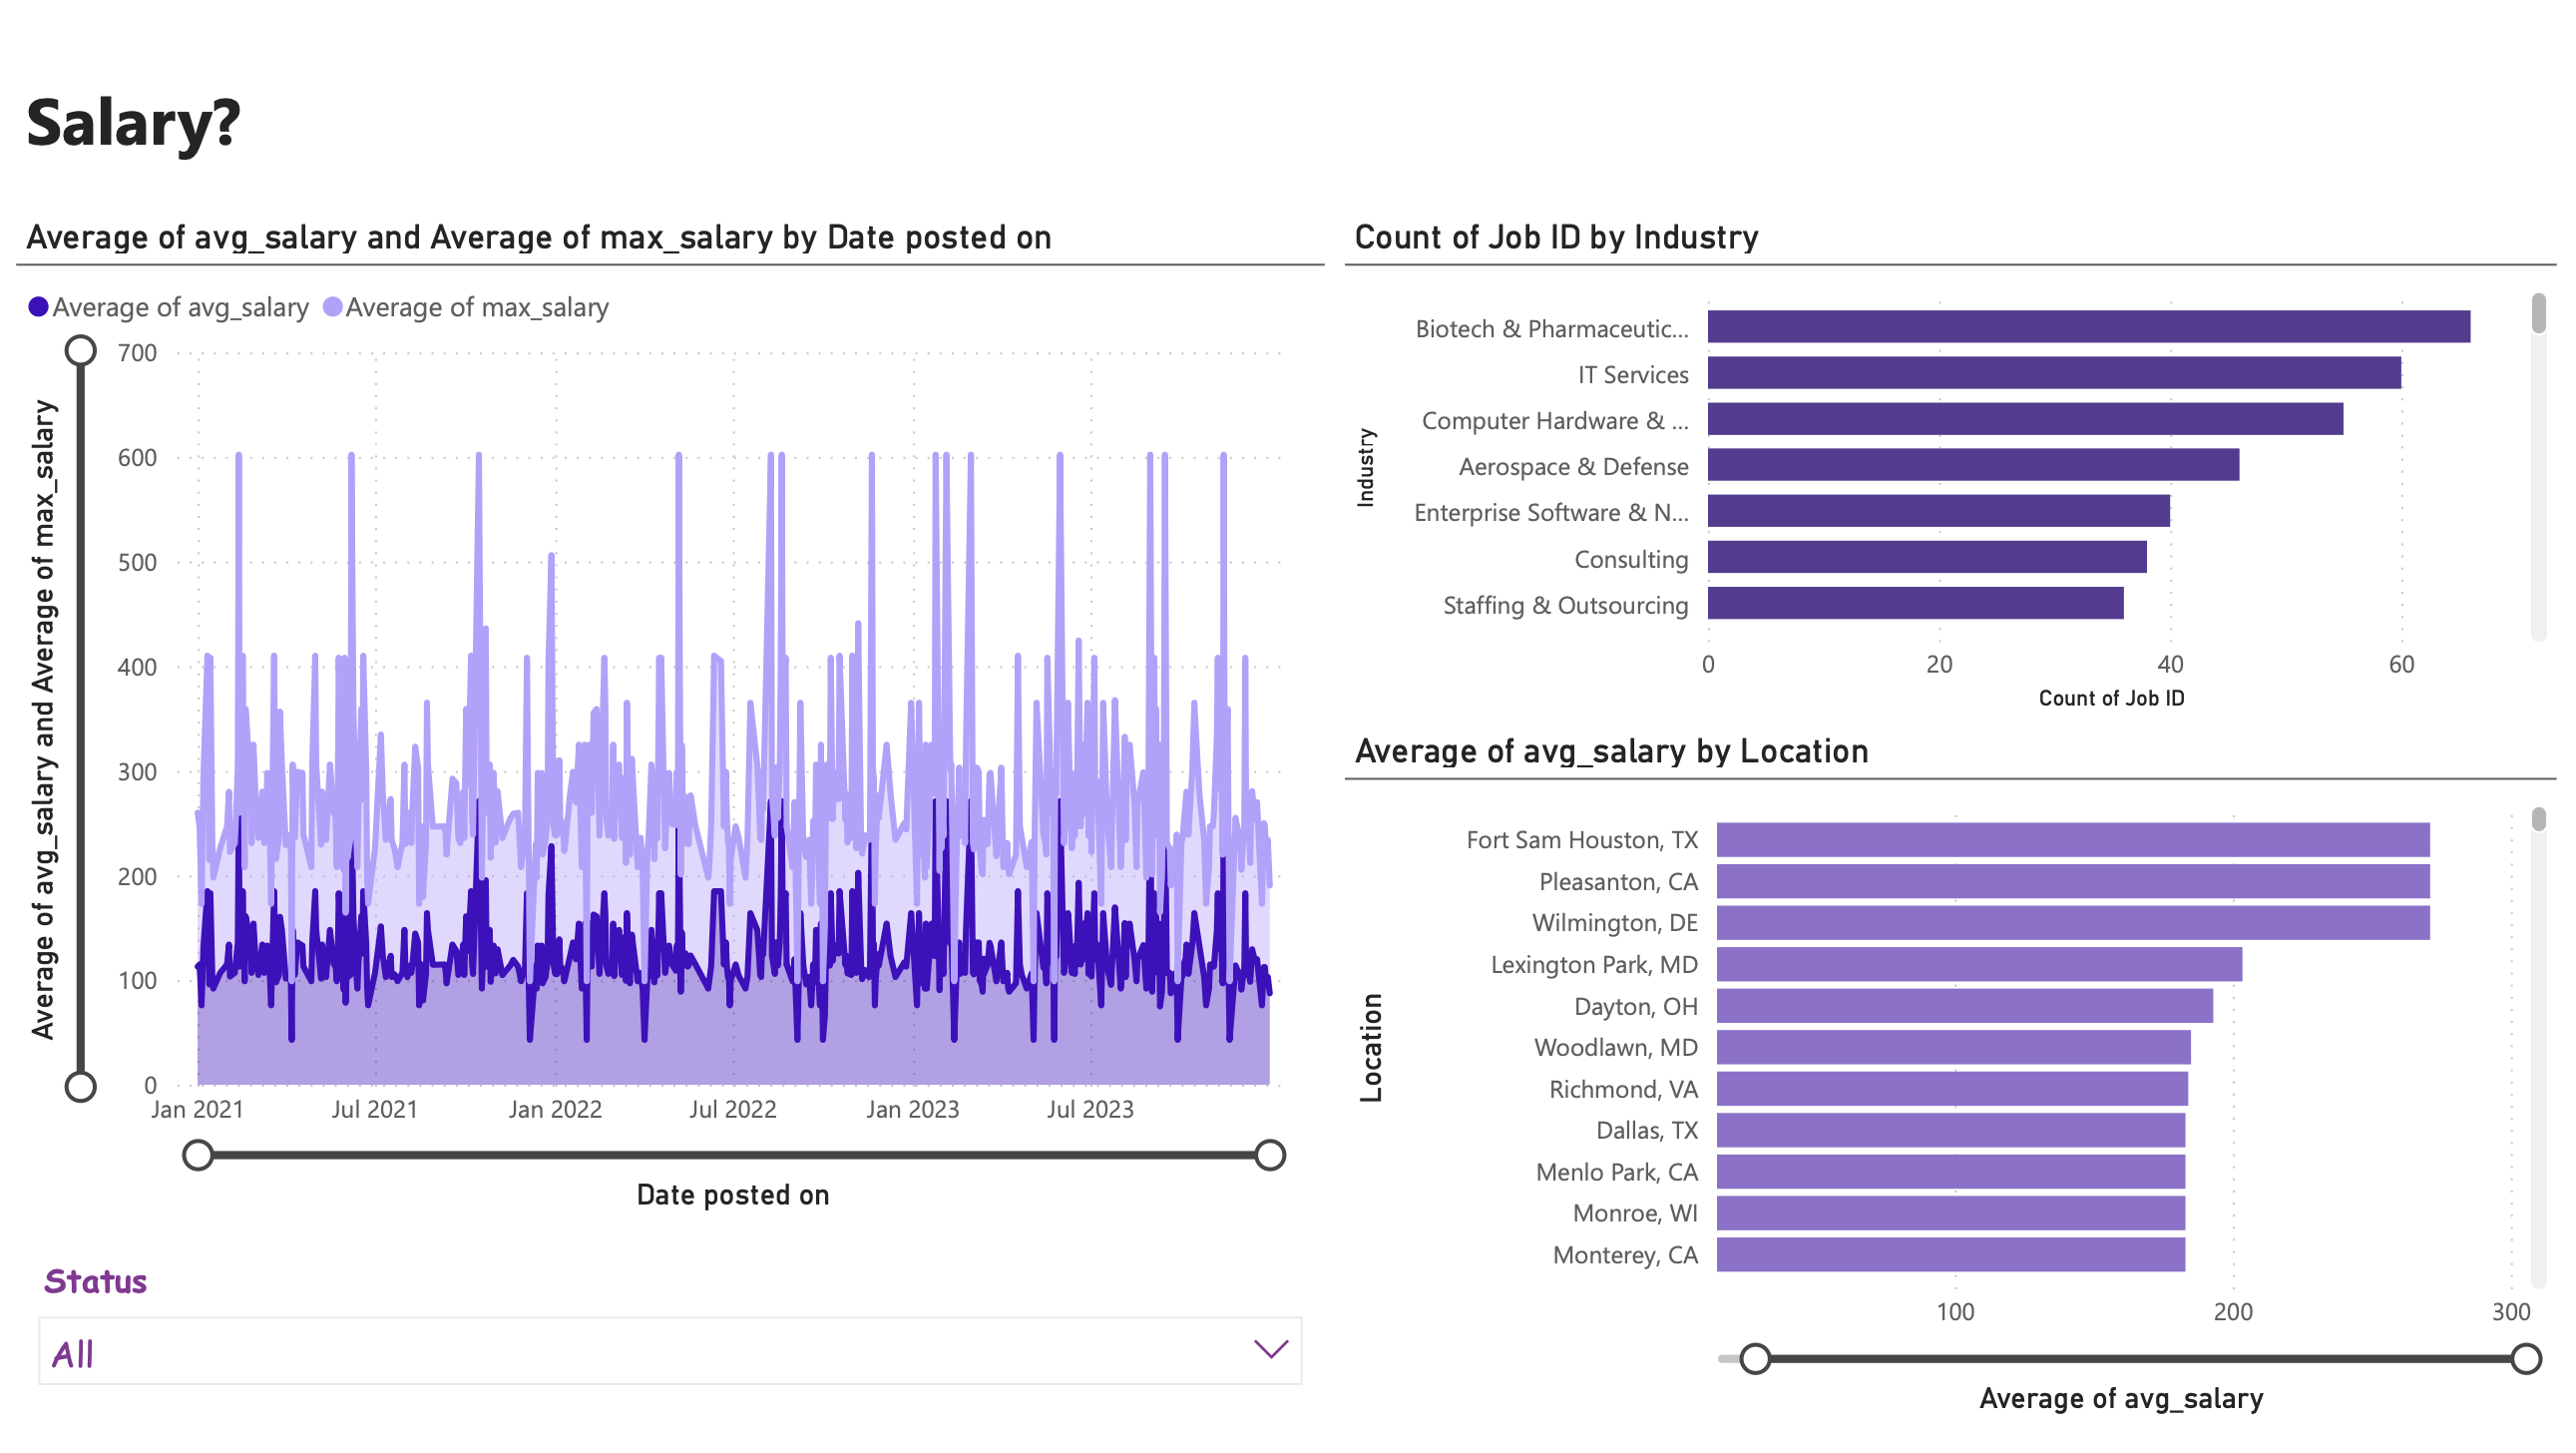 Salary?
Average of avg_salary and Average of max_salary by Date posted on
Average of avg_salary Average of max_salary
Average of avg_salary and Average of max_salary
700
600
500
400
300
200
100
0
Jan 2021 Jul 2021 Jan 2022 Jul 2022 Jan 2023 Jul 2023
Date posted on
Status
All
Count of Job ID by Industry
Industry
Biotech & Pharmaceutic...
IT Services
Computer Hardware & ...
Aerospace & Defense
Enterprise Software & N...
Consulting
Staffing & Outsourcing
0 20 40 60
Count of Job ID
Average of avg_salary by Location
Location
Fort Sam Houston, TX
Pleasanton, CA
Wilmington, DE
Lexington Park, MD
Dayton, OH
Woodlawn, MD
Richmond, VA
Dallas, TX
Menlo Park, CA
Monroe, WI
Monterey, CA
100 200 300
Average of avg_salary